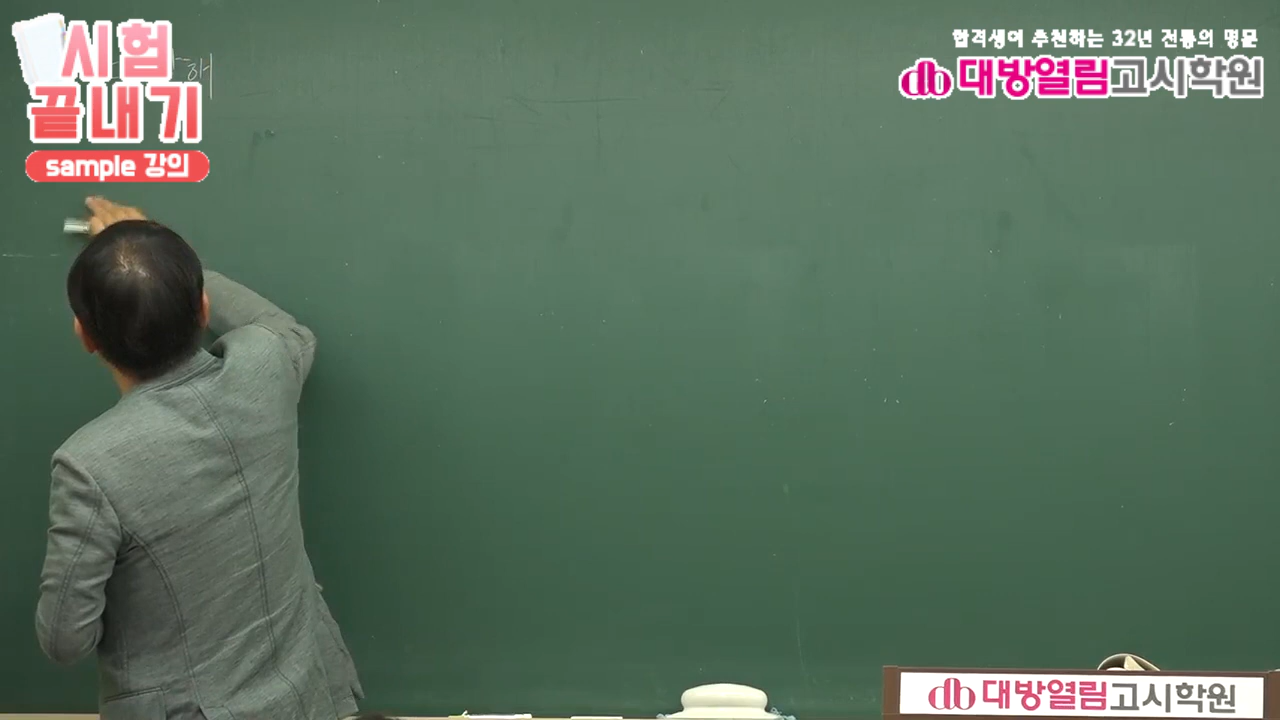 시험
끝내기
sample 강의
해
합격생이 추천하는 32년 전통의 명문
대방열림고시학원
대방열림고시학원